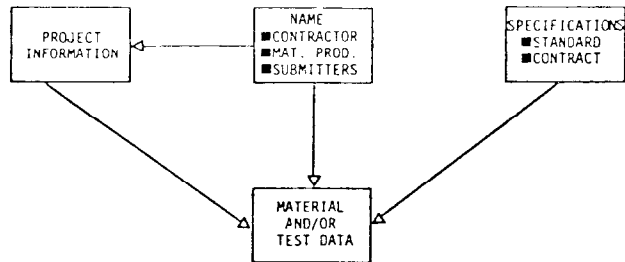 PROJECT
INFORMATION
NAME
■CONTRACTOR
■MAT. PROD.
■SUBMITTERS
SPECIFICATIONS
■STANDARD
■CONTRACT
MATERIAL
AND/OR
TEST DATA